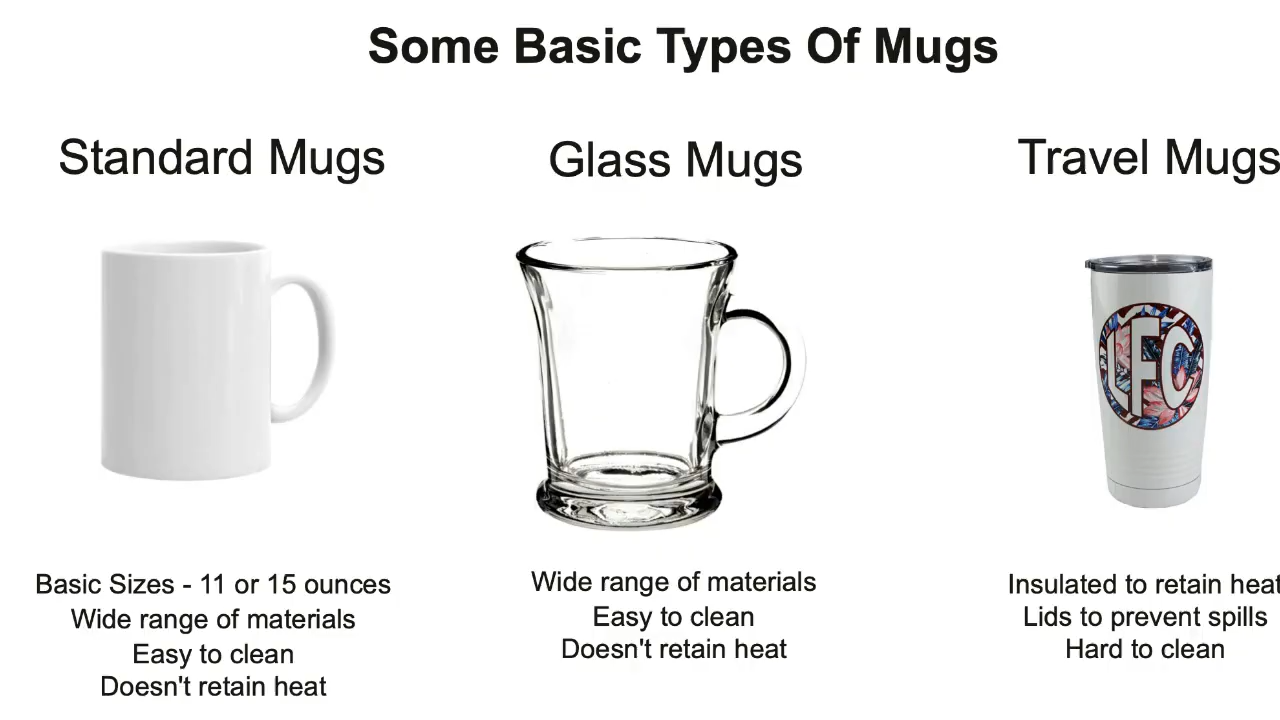 Some Basic Types Of Mugs
Standard Mugs
Glass Mugs
Travel Mugs
LFC
Basic Sizes - 11 or 15 ounces
Wide range of materials
Easy to clean
Doesn't retain heat
Wide range of materials
Easy to clean
Doesn't retain heat
Insulated to retain heat
Lids to prevent spills
Hard to clean